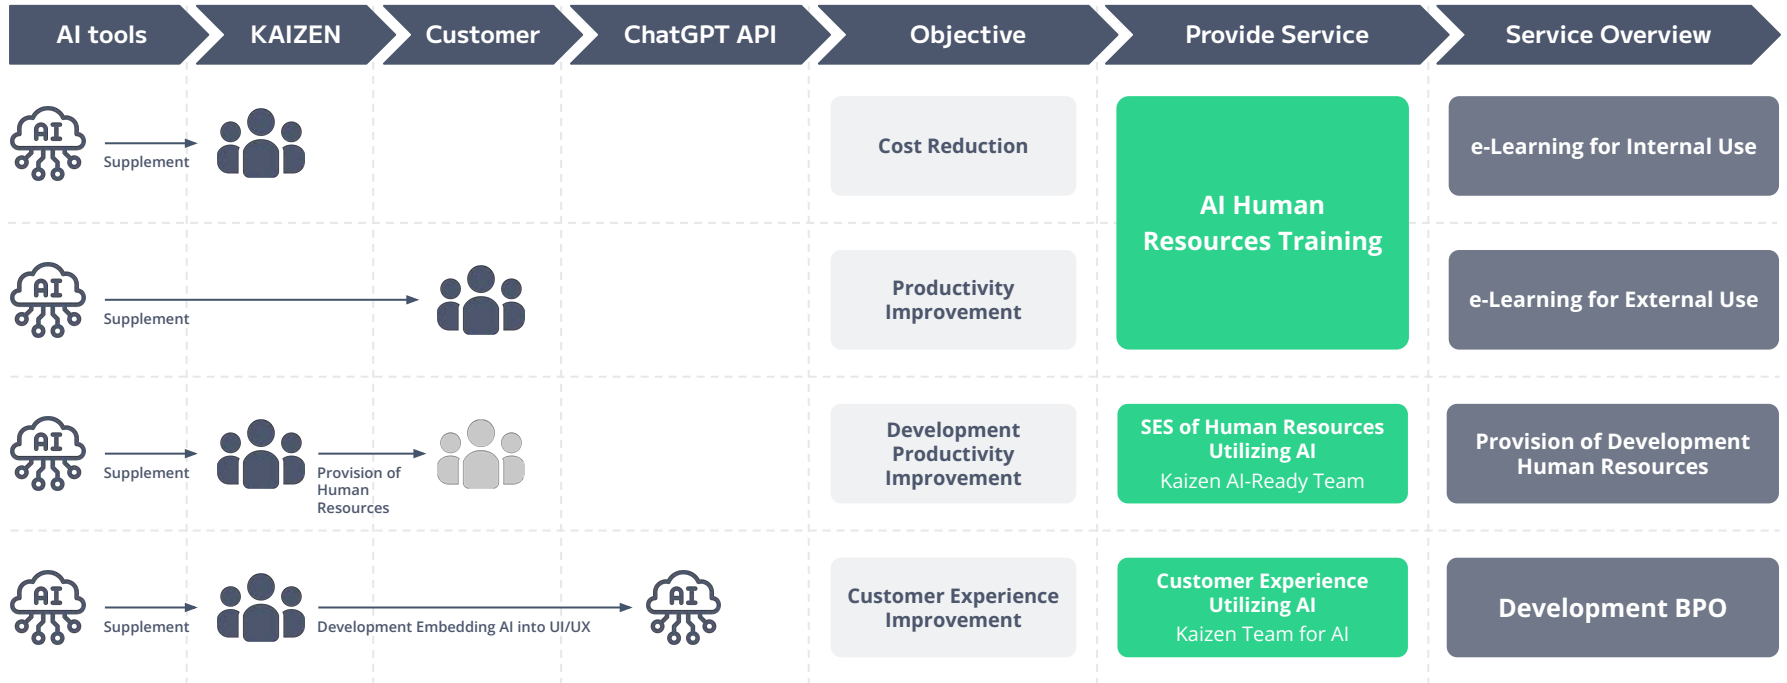 AI tools
KAIZEN
Customer
ChatGPT API
Objective
Provide Service
Service Overview
AI
Supplement
Cost Reduction
AI Human
Resources Training
e-Learning for Internal Use
AI
Supplement
Productivity
Improvement
e-Learning for External Use
AI
Supplement
Provision of
Human
Resources
Development
Productivity
Improvement
SES of Human Resources
Utilizing AI
Kaizen AI-Ready Team
Provision of Development
Human Resources
AI
Supplement
Development Embedding AI into UI/UX
AI
Customer Experience
Improvement
Customer Experience
Utilizing AI
Kaizen Team for AI
Development BPO